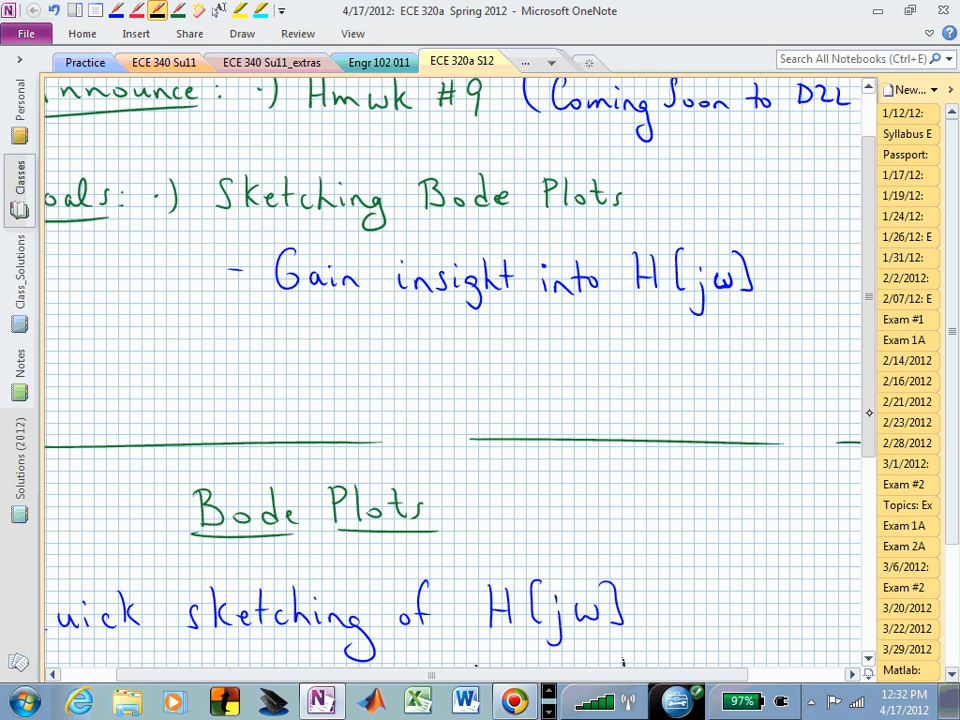 4/17/2012: ECE 320a Spring 2012 - Microsoft OneNote
File Home Insert Share Draw Review View
Practice ECE 340 Su11 ECE 340 Su11_extras Engr 102 011 ECE 320a S12 ... Search All Notebooks (Ctrl+E)
Personal
Classes
Class_Solutions
Notes
Solutions (2012)
nnounce: ·) Hmwk #9 (Coming Soon to D2L
oals: ·) Sketching Bode Plots
- Gain insight into H[jω]
Bode Plots
uick sketching of H[jω]
New...
1/12/12:
Syllabus E
Passport:
1/17/12:
1/19/12:
1/24/12:
1/26/12: E
1/31/12:
2/2/2012:
2/07/12: E
Exam #1
Exam 1A
2/14/2012
2/16/2012
2/21/2012
2/23/2012
2/28/2012
3/1/2012:
Exam #2
Topics: Ex
Exam 1A
Exam 2A
3/6/2012:
Exam #2
3/20/2012
3/22/2012
3/29/2012
Matlab:
97%
12:32 PM
4/17/2012